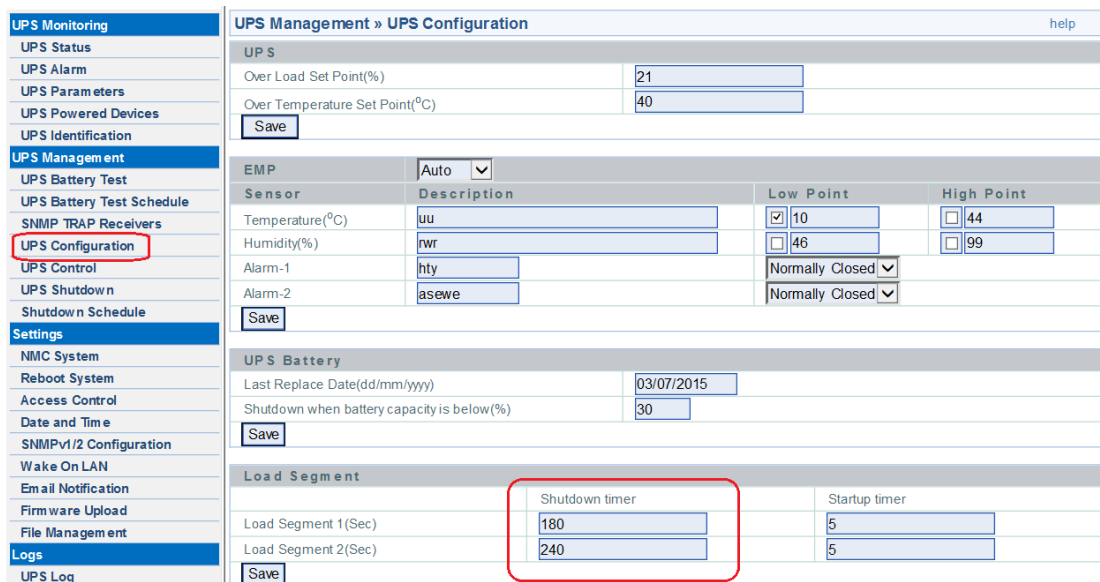 UPS Monitoring
UPS Status
UPS Alarm
UPS Parameters
UPS Powered Devices
UPS Identification
UPS Management
UPS Battery Test
UPS Battery Test Schedule
SNMP TRAP Receivers
UPS Configuration
UPS Control
UPS Shutdown
Shutdown Schedule
Settings
NMC System
Reboot System
Access Control
Date and Time
SNMPv1/2 Configuration
Wake On LAN
Email Notification
Firmware Upload
File Management
Logs
UPS Log
UPS Management » UPS Configuration help
UPS
Over Load Set Point(%) 21
Over Temperature Set Point(⁰C) 40
Save
EMP Auto
Sensor Description Low Point High Point
Temperature(⁰C) uu 10 44
Humidity(%) rwr 46 99
Alarm-1 hty Normally Closed
Alarm-2 asewe Normally Closed
Save
UPS Battery
Last Replace Date(dd/mm/yyyy) 03/07/2015
Shutdown when battery capacity is below(%) 30
Save
Load Segment
Shutdown timer Startup timer
Load Segment 1(Sec) 180 5
Load Segment 2(Sec) 240 5
Save